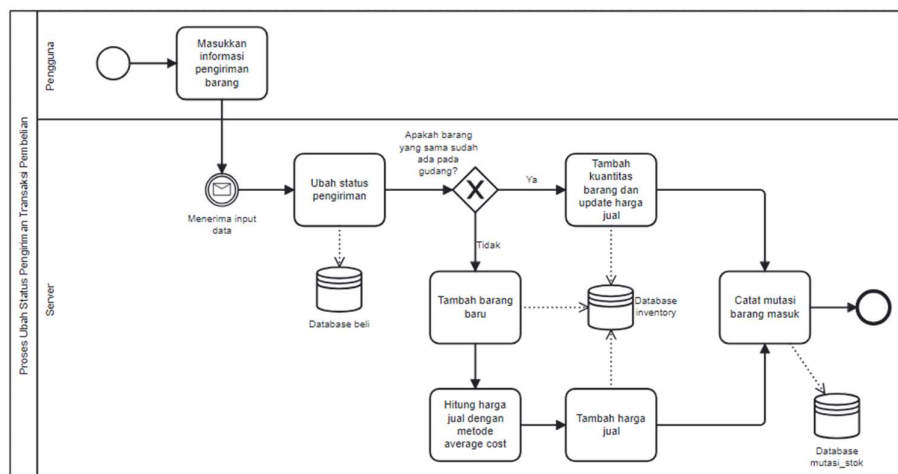 Proses Ubah Status Pengiriman Transaksi Pembelian
Pengguna
Masukkan
informasi
pengiriman
barang
Server
Menerima input
data
Ubah status
pengiriman
Database beli
Apakah barang
yang sama sudah
ada pada
gudang?
Ya
Tidak
Tambah
kuantitas
barang dan
update harga
jual
Tambah barang
baru
Database
inventory
Catat mutasi
barang masuk
Hitung harga
jual dengan
metode
average cost
Tambah harga
jual
Database
mutasi_stok